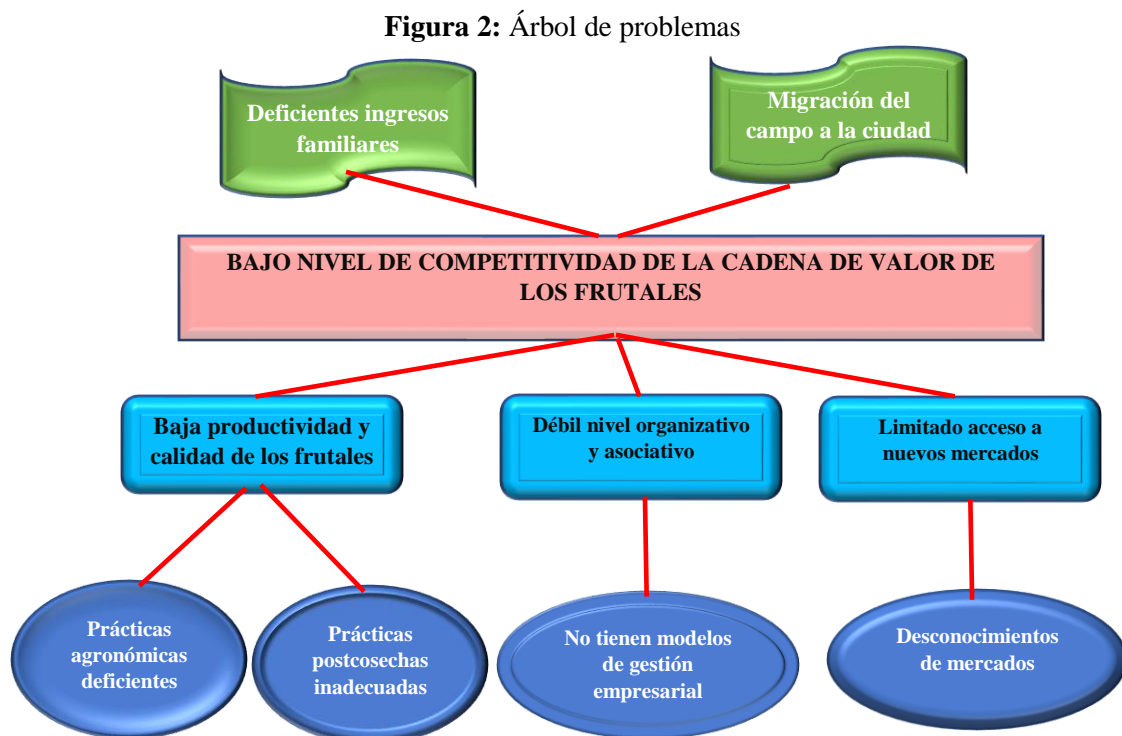 Figura 2: Árbol de problemas
Deficientes ingresos
familiares
Migración del
campo a la ciudad
BAJO NIVEL DE COMPETITIVIDAD DE LA CADENA DE VALOR DE
LOS FRUTALES
Baja productividad y
calidad de los frutales
Débil nivel organizativo
y asociativo
Limitado acceso a
nuevos mercados
Prácticas
agronómicas
deficientes
Prácticas
postcosechas
inadecuadas
No tienen modelos
de gestión
empresarial
Desconocimientos
de mercados